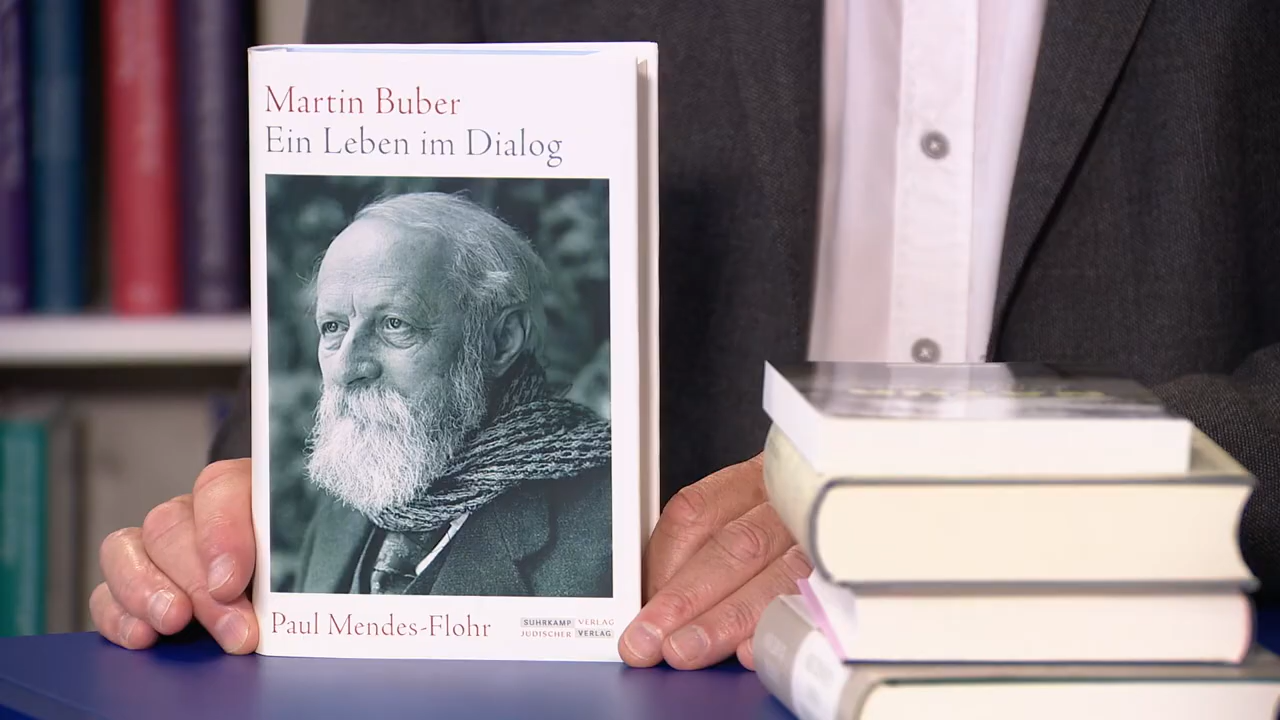 Martin Buber
Ein Leben im Dialog
Paul Mendes-Flohr
SUHRKAMP VERLAG
JÜDISCHER VERLAG